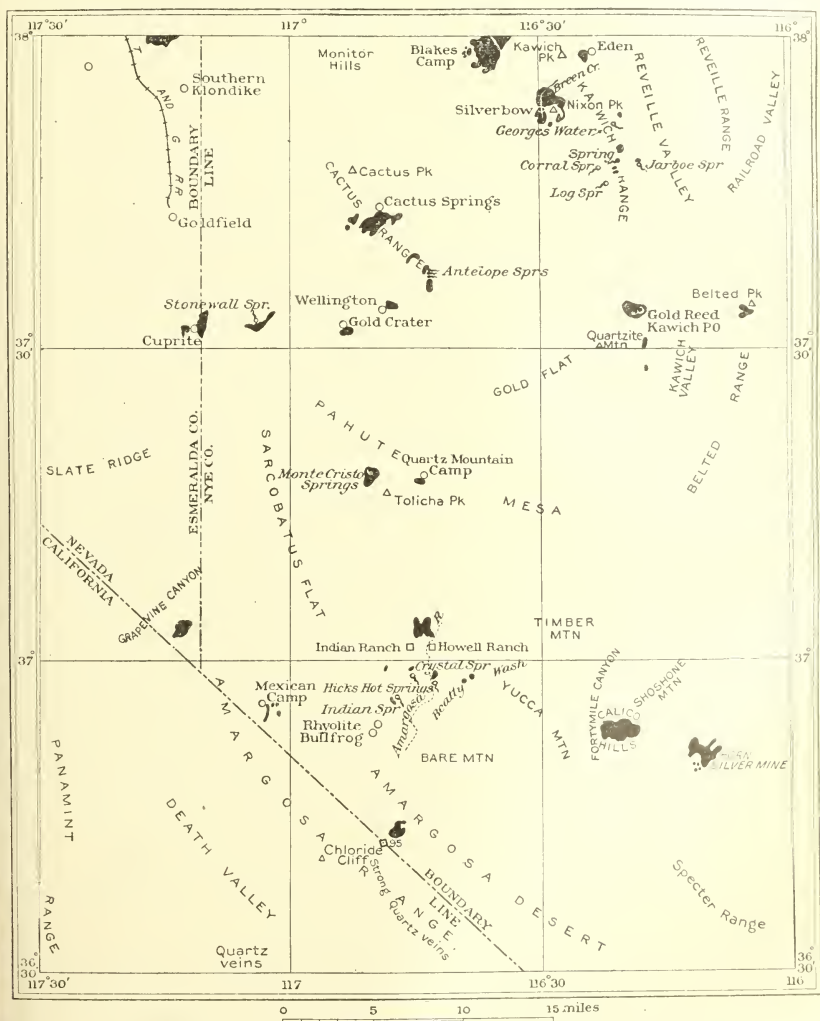 117°30' 117° 116°30' 116°
38° 38°
T AND G RR
Southern
Klondike
BOUNDARY
LINE
Goldfield
Monitor
Hills
Blakes
Camp
Kawich
Pk
Eden
Breen Cr.
Silverbow
Nixon Pk
KAWICH RANGE
Georges Water
Spring
Corral Spr
Log Spr
Jarboe Spr
REVEILLE VALLEY
REVEILLE RANGE
RAILROAD VALLEY
Cactus Pk
CACTUS RANGE
Cactus Springs
Antelope Sprs
Stonewall Spr.
Cuprite
Wellington
Gold Crater
Belted Pk
Gold Reed
Kawich PO
Quartzite
Mtn
37°
30'
37°
30'
KAWICH
VALLEY
BELTED RANGE
GOLD FLAT
SLATE RIDGE
ESMERALDA CO.
NYE CO.
SARCOBATUS FLAT
PAHUTE MESA
Quartz Mountain
Camp
Monte Cristo
Springs
Tolicha Pk
NEVADA
CALIFORNIA
GRAPEVINE CANYON
TIMBER
MTN
Indian Ranch
Howell Ranch
37° 37°
Crystal Spr
Hicks Hot Springs
Indian Spr
Amargosa R
Beatty Wash
Mexican
Camp
Rhyolite
Bullfrog
BARE MTN
YUCCA MTN
FORTYMILE CANYON
CALICO
HILLS
SHOSHONE
MTN
HORN
SILVER MINE
PANAMINT RANGE
DEATH VALLEY
AMARGOSA RANGE
AMARGOSA DESERT
95
Chloride
Cliff
Strong
Quartz veins
BOUNDARY
LINE
Specter Range
Quartz
veins
36°
30'
36°
30'
117°30' 117° 116°30' 116
0 5 10 15 miles